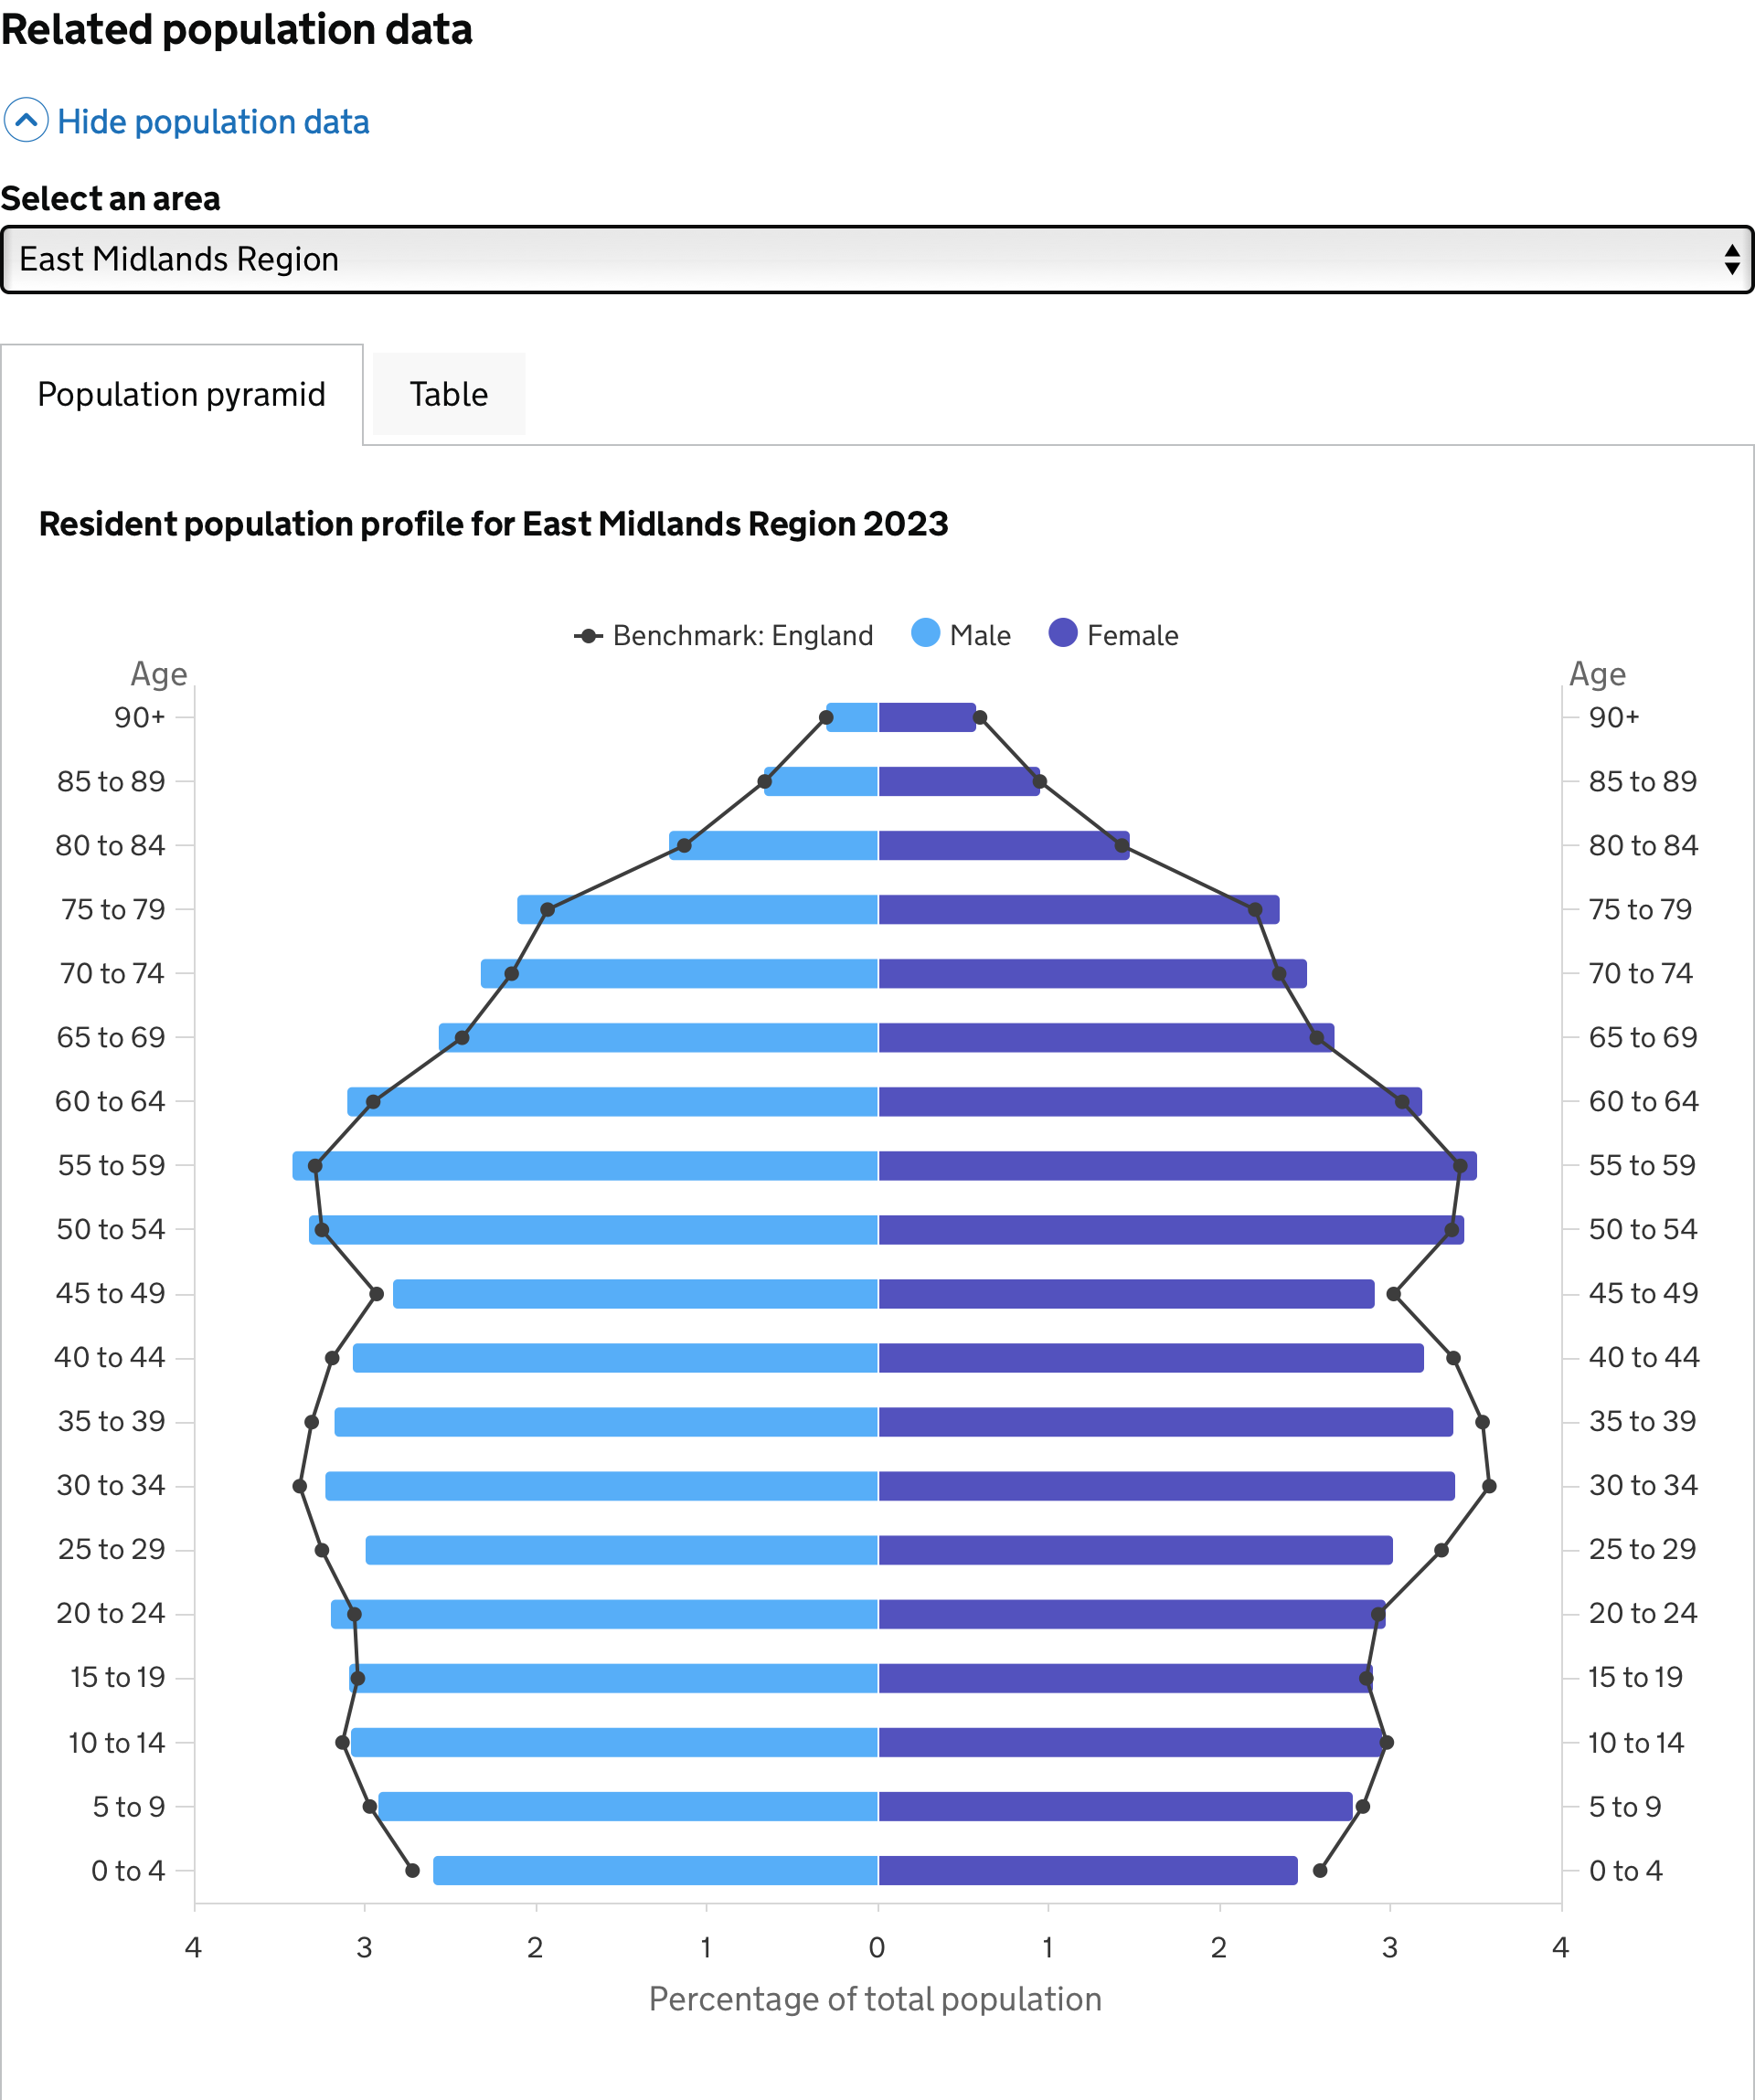 Related population data
Hide population data
Select an area
East Midlands Region
Population pyramid Table
Resident population profile for East Midlands Region 2023
Benchmark: England Male Female
Age Age
90+ 90+
85 to 89 85 to 89
80 to 84 80 to 84
75 to 79 75 to 79
70 to 74 70 to 74
65 to 69 65 to 69
60 to 64 60 to 64
55 to 59 55 to 59
50 to 54 50 to 54
45 to 49 45 to 49
40 to 44 40 to 44
35 to 39 35 to 39
30 to 34 30 to 34
25 to 29 25 to 29
20 to 24 20 to 24
15 to 19 15 to 19
10 to 14 10 to 14
5 to 9 5 to 9
0 to 4 0 to 4
4 3 2 1 0 1 2 3 4
Percentage of total population